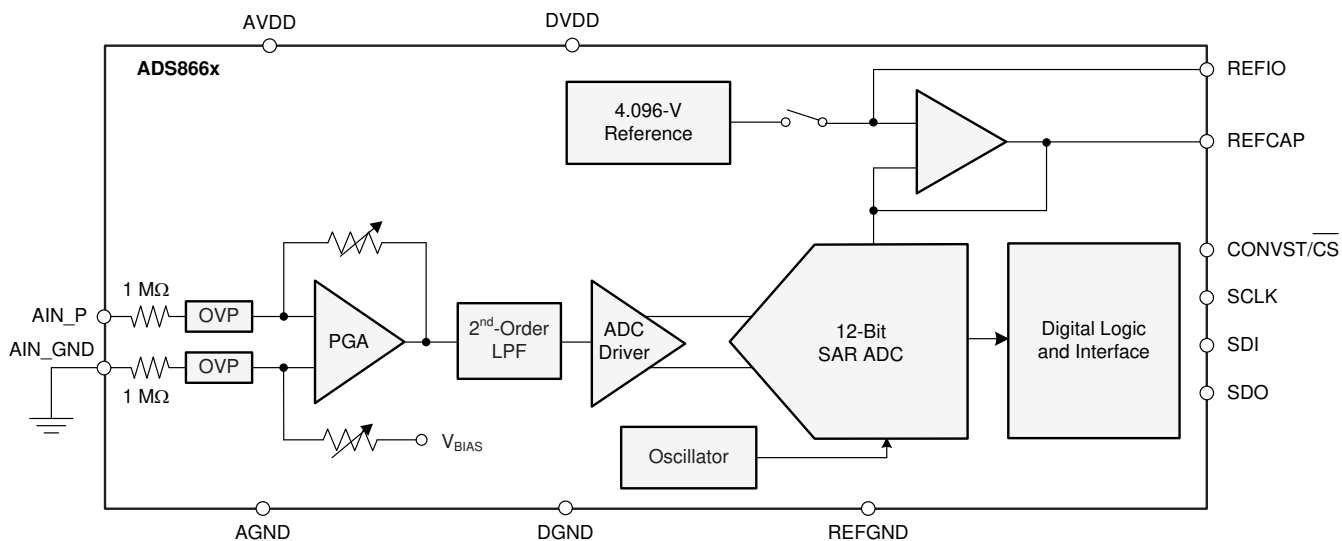 AVDD
DVDD
ADS866x
REFIO
4.096-V
Reference
REFCAP
CONVST/C̅S̅
1 MΩ
SCLK
AIN_P
OVP
2nd-Order
LPF
ADC
Driver
12-Bit
SAR ADC
Digital Logic
and Interface
PGA
SDI
AIN_GND
OVP
1 MΩ
SDO
VBIAS
Oscillator
AGND
DGND
REFGND